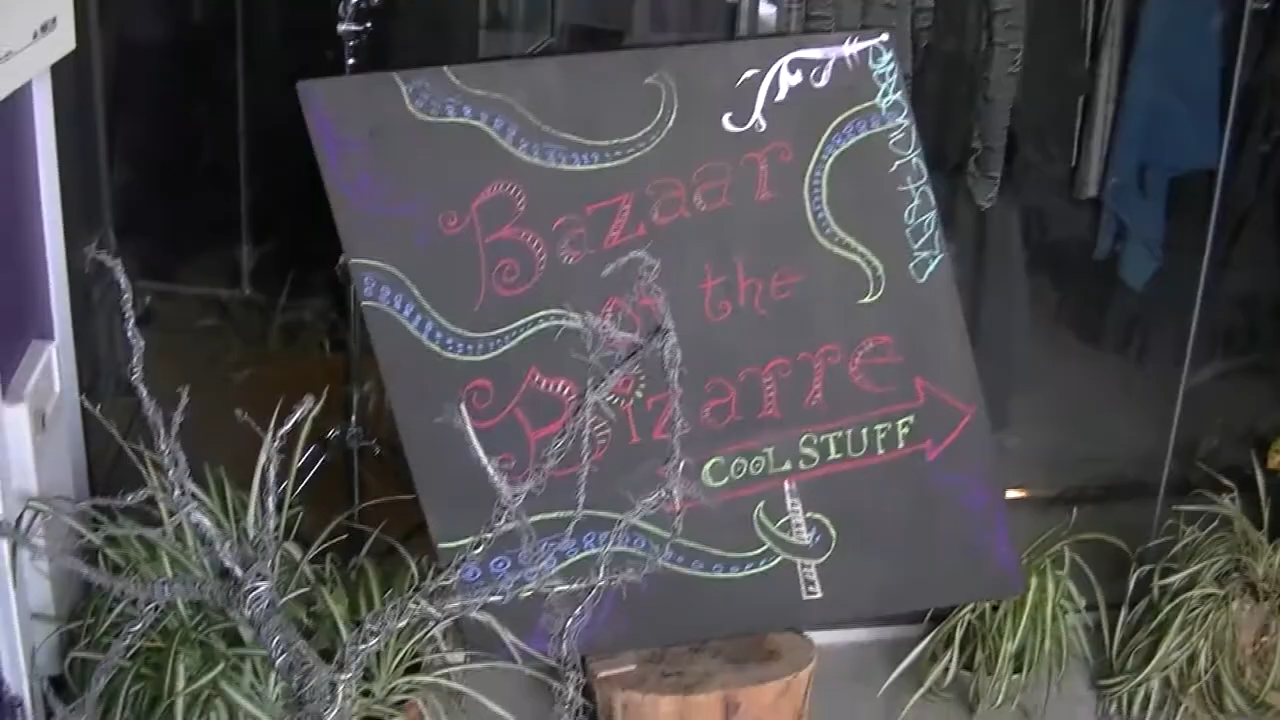 Bazaar
of the
Bizarre
COOL STUFF